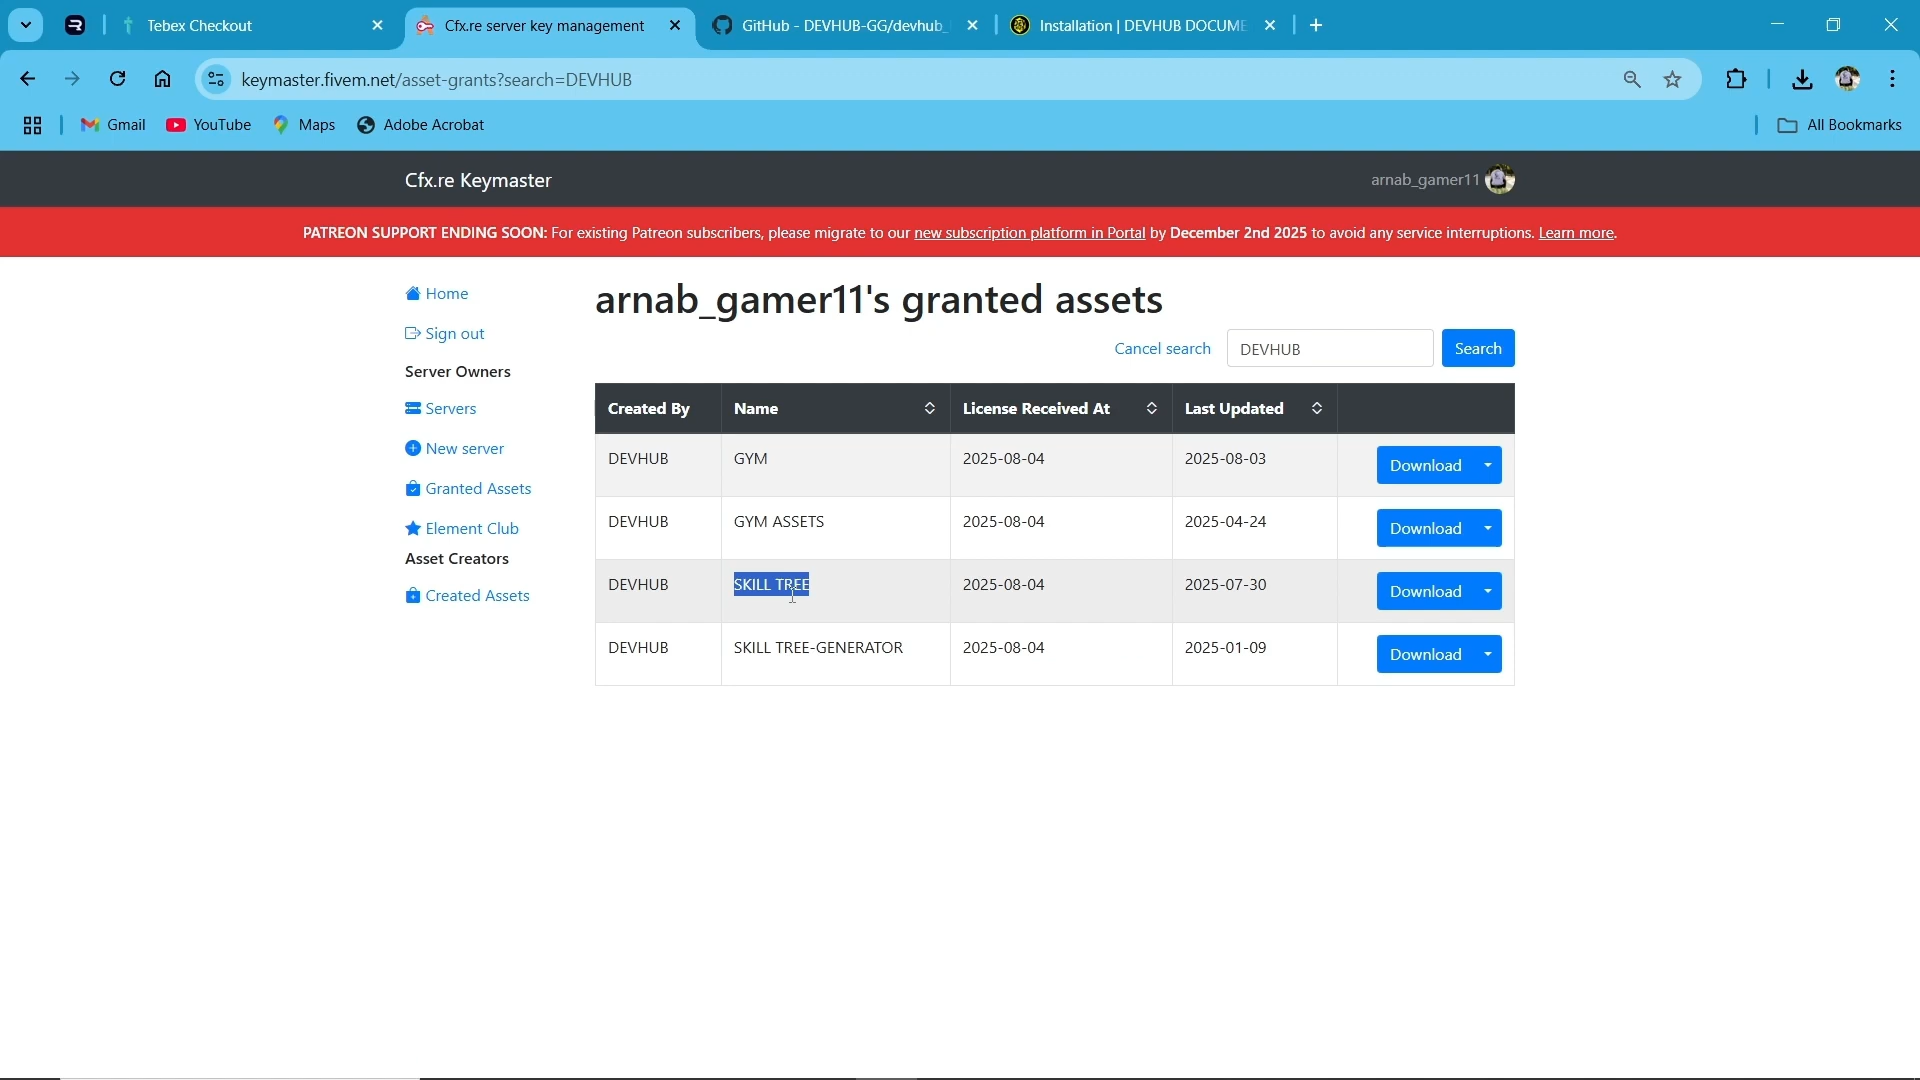 Tebex Checkout
Cfx.re server key management
GitHub - DEVHUB-GG/devhub_
Installation | DEVHUB DOCUME
keymaster.fivem.net/asset-grants?search=DEVHUB
Gmail
YouTube
Maps
Adobe Acrobat
All Bookmarks
Cfx.re Keymaster
arnab_gamer11
PATREON SUPPORT ENDING SOON: For existing Patreon subscribers, please migrate to our new subscription platform in Portal by December 2nd 2025 to avoid any service interruptions. Learn more.
Home
Sign out
Server Owners
Servers
New server
Granted Assets
Element Club
Asset Creators
Created Assets
arnab_gamer11's granted assets
Cancel search
DEVHUB
Search
Created By Name License Received At Last Updated
DEVHUB GYM 2025-08-04 2025-08-03 Download
DEVHUB GYM ASSETS 2025-08-04 2025-04-24 Download
DEVHUB SKILL TREE 2025-08-04 2025-07-30 Download
DEVHUB SKILL TREE-GENERATOR 2025-08-04 2025-01-09 Download